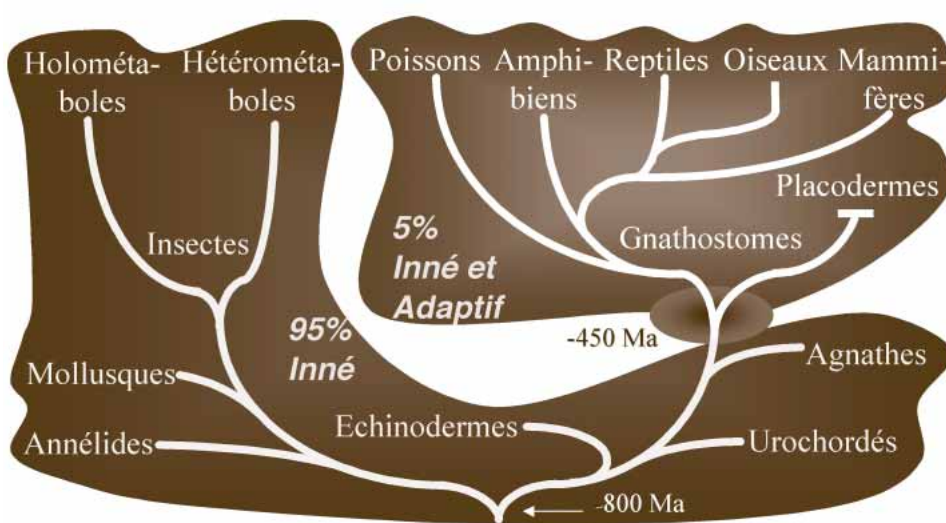 Holométa-
boles
Hétérométa-
boles
Poissons
Amphi-
biens
Reptiles
Oiseaux
Mammi-
fères
Placodermes
Insectes
5%
Inné et
Adaptif
Gnathostomes
95%
Inné
-450 Ma
Agnathes
Mollusques
Annélides
Echinodermes
Urochordés
-800 Ma